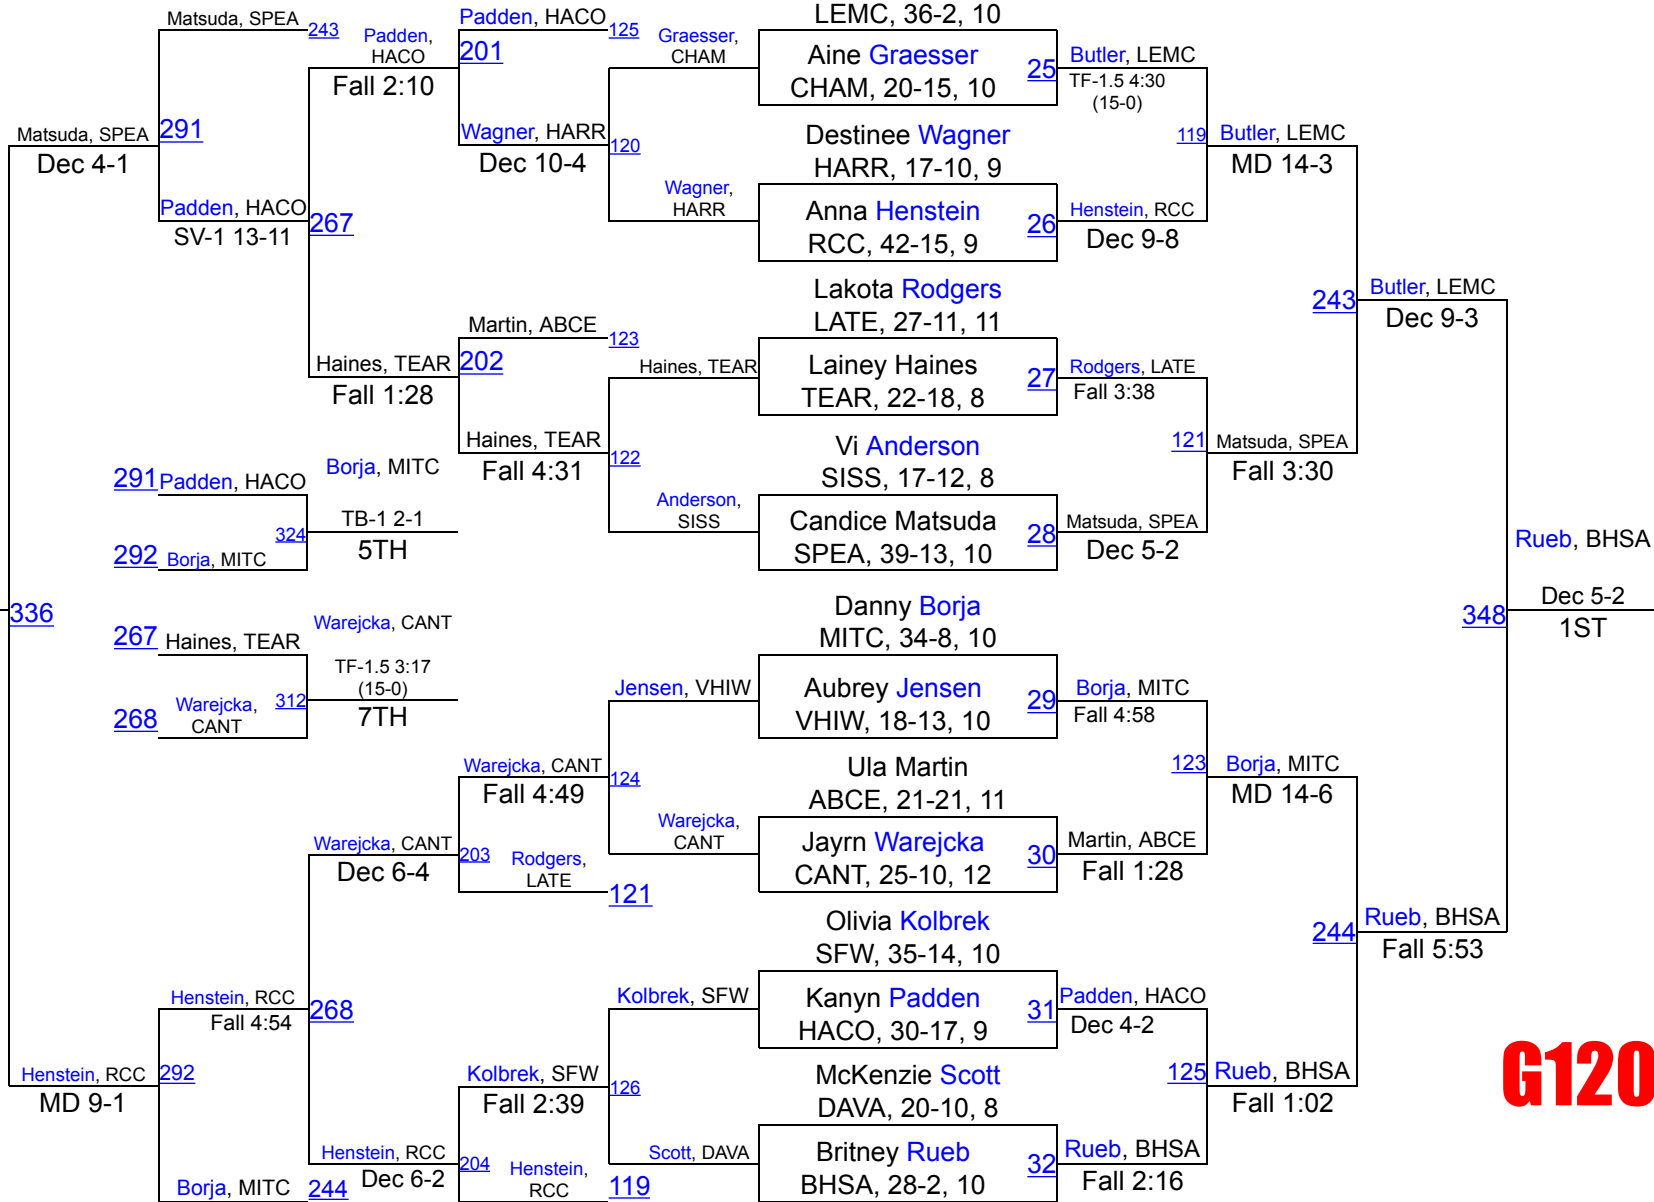 Matsuda, SPEA
243
291
Matsuda, SPEA
Dec 4-1
Padden, HACO
SV-1 13-11
267
Padden,
HACO
Fall 2:10
Padden, HACO
125
201
Wagner, HARR
Dec 10-4
120
Graesser,
CHAM
Wagner,
HARR
Haines, TEAR
Fall 1:28
Martin, ABCE
123
202
Haines, TEAR
Fall 4:31
122
Haines, TEAR
Anderson,
SISS
291 Padden, HACO
Borja, MITC
324
TB-1 2-1
5TH
292 Borja, MITC
336
267 Haines, TEAR
Warejcka, CANT
TF-1.5 3:17
(15-0)
7TH
312
268
Warejcka,
CANT
Jensen, VHIW
Warejcka, CANT
Fall 4:49
124
Warejcka,
CANT
Warejcka, CANT
Dec 6-4
203
Rodgers,
LATE
121
Henstein, RCC
Fall 4:54
268
Kolbrek, SFW
Henstein, RCC
MD 9-1
292
Kolbrek, SFW
Fall 2:39
126
Henstein, RCC
Dec 6-2
204
Henstein,
RCC
119
Scott, DAVA
Borja, MITC
244
LEMC, 36-2, 10
Aine Graesser
CHAM, 20-15, 10
25
Destinee Wagner
HARR, 17-10, 9
Anna Henstein
RCC, 42-15, 9
26
Lakota Rodgers
LATE, 27-11, 11
Lainey Haines
TEAR, 22-18, 8
27
Vi Anderson
SISS, 17-12, 8
Candice Matsuda
SPEA, 39-13, 10
28
Danny Borja
MITC, 34-8, 10
Aubrey Jensen
VHIW, 18-13, 10
29
Ula Martin
ABCE, 21-21, 11
Jayrn Warejcka
CANT, 25-10, 12
30
Olivia Kolbrek
SFW, 35-14, 10
Kanyn Padden
HACO, 30-17, 9
31
McKenzie Scott
DAVA, 20-10, 8
Britney Rueb
BHSA, 28-2, 10
32
Butler, LEMC
TF-1.5 4:30
(15-0)
119
Butler, LEMC
MD 14-3
Henstein, RCC
Dec 9-8
243
Butler, LEMC
Dec 9-3
Rodgers, LATE
Fall 3:38
121
Matsuda, SPEA
Fall 3:30
Matsuda, SPEA
Dec 5-2
Rueb, BHSA
348
Dec 5-2
1ST
Borja, MITC
Fall 4:58
123
Borja, MITC
MD 14-6
Martin, ABCE
Fall 1:28
244
Rueb, BHSA
Fall 5:53
Padden, HACO
Dec 4-2
125
Rueb, BHSA
Fall 1:02
Rueb, BHSA
Fall 2:16
G120